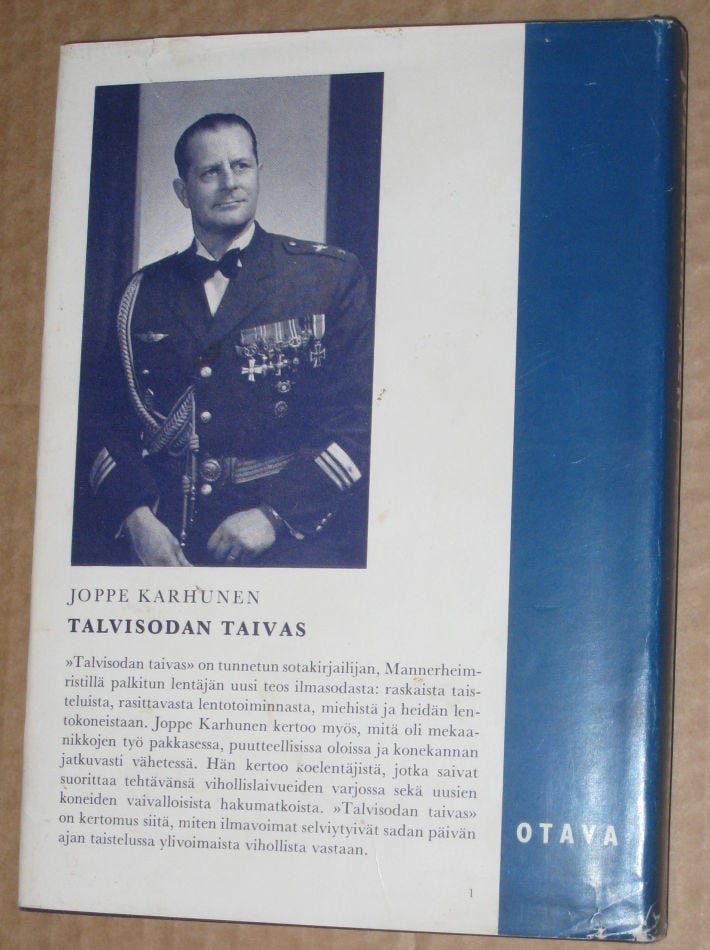 JOPPE KARHUNEN
TALVISODAN TAIVAS
»Talvisodan taivas» on tunnetun sotakirjailijan, Mannerheim-
ristillä palkitun lentäjän uusi teos ilmasodasta: raskaista tais-
teluista, rasittavasta lentotoiminnasta, miehistä ja heidän len-
tokoneistaan. Joppe Karhunen kertoo myös, mitä oli mekaa-
nikkojen työ pakkasessa, puutteellisissa oloissa ja konekannan
jatkuvasti vähetessä. Hän kertoo koelentäjistä, jotka saivat
suorittaa tehtävänsä vihollislaivueiden varjossa sekä uusien
koneiden vaivalloisista hakumatkoista. »Talvisodan taivas»
on kertomus siitä, miten ilmavoimat selviytyivät sadan päivän
ajan taistelussa ylivoimaista vihollista vastaan.
1
OTAVA